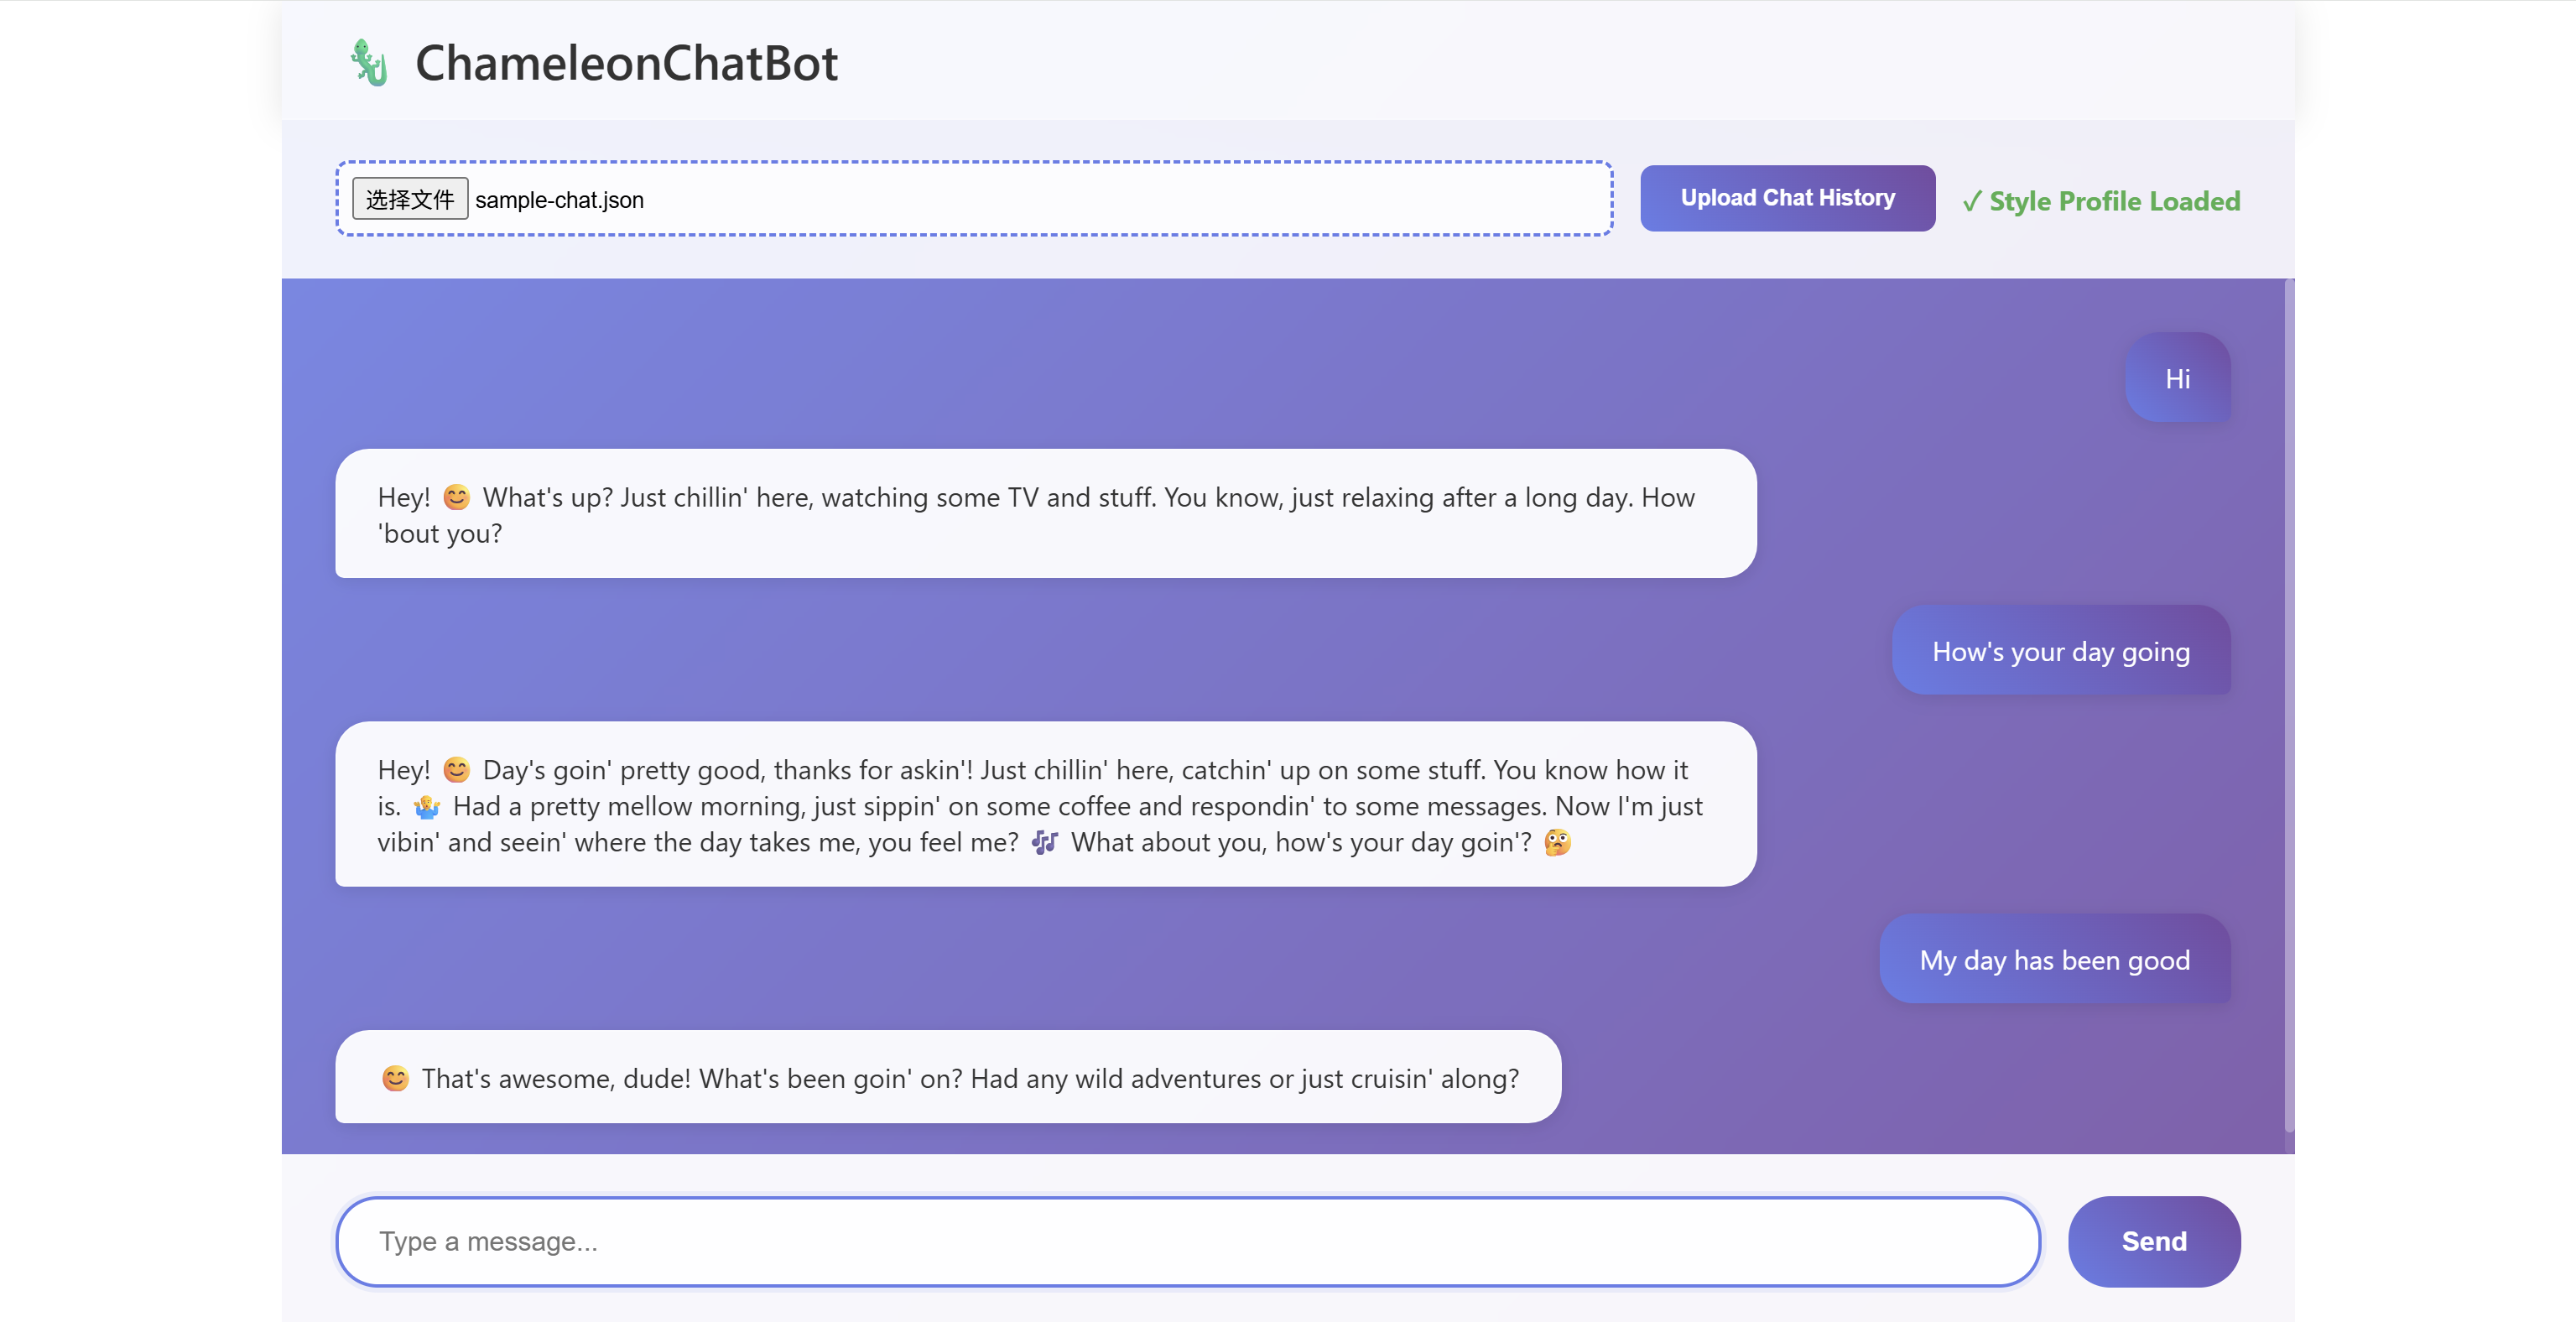 🦎 ChameleonChatBot
选择文件 sample-chat.json
Upload Chat History
✓ Style Profile Loaded
Hi
Hey! 😊 What's up? Just chillin' here, watching some TV and stuff. You know, just relaxing after a long day. How
'bout you?
How's your day going
Hey! 😊 Day's goin' pretty good, thanks for askin'! Just chillin' here, catchin' up on some stuff. You know how it
is. 🤷‍♂️ Had a pretty mellow morning, just sippin' on some coffee and respondin' to some messages. Now I'm just
vibin' and seein' where the day takes me, you feel me? 🎶 What about you, how's your day goin'? 🤔
My day has been good
😊 That's awesome, dude! What's been goin' on? Had any wild adventures or just cruisin' along?
Type a message...
Send